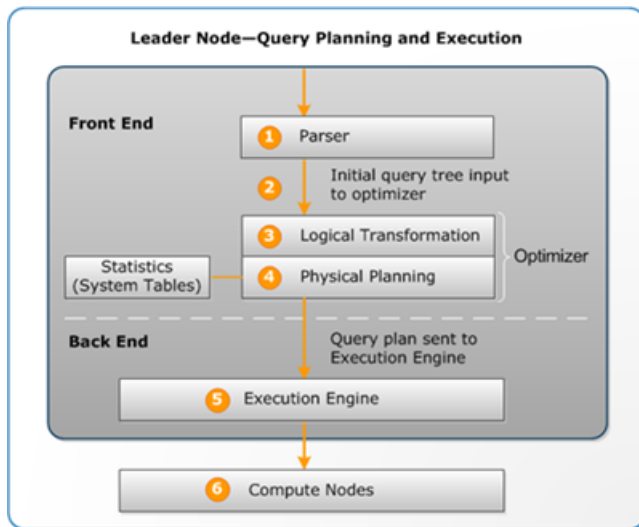 Leader Node—Query Planning and Execution
Front End
1 Parser
2 Initial query tree input
to optimizer
3 Logical Transformation
Optimizer
Statistics
(System Tables)
4 Physical Planning
Back End
Query plan sent to
Execution Engine
5 Execution Engine
6 Compute Nodes